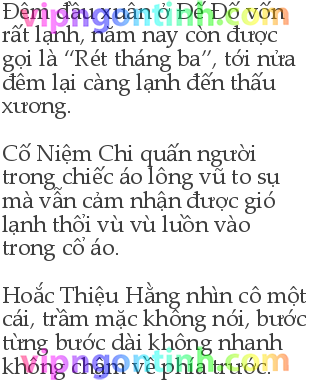 Đêm đầu xuân ở Đế Đô vốn
rất lạnh, năm nay còn được
gọi là “Rét tháng ba”, tới nửa
đêm lại càng lạnh đến thấu
xương.
Cố Niệm Chi quấn người
trong chiếc áo lông vũ to sụ
mà vẫn cảm nhận được gió
lạnh thổi vù vù luồn vào
trong cổ áo.
Hoắc Thiệu Hằng nhìn cô một
cái, trầm mặc không nói, bước
từng bước dài không nhanh
không chậm về phía trước.
vipngontinh.com
vipngontinh.com
vipngontinh.com